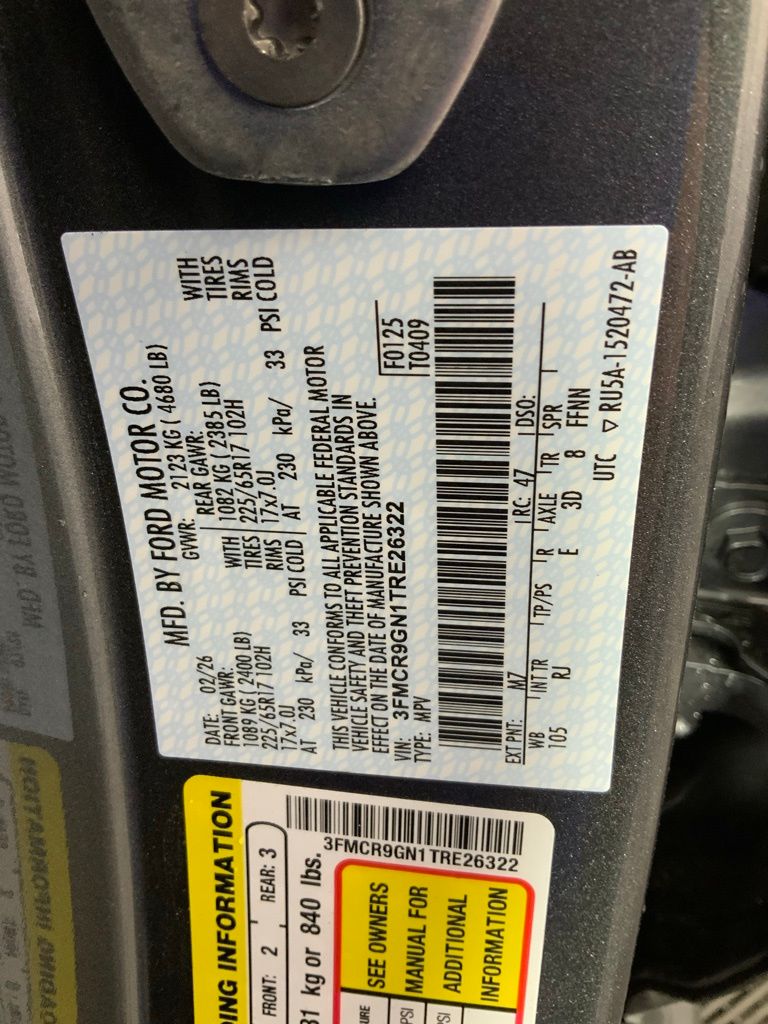 MFD. BY FORD MOTOR CO.
DATE: 02/26 GVWR: 2123 KG ( 4680 LB)
FRONT GAWR: REAR GAWR:
1089 KG ( 2400 LB) WITH 1082 KG ( 2385 LB) WITH
225/65R17 102H TIRES 225/65R17 102H TIRES
17x7.0J RIMS 17x7.0J RIMS
AT 230 kPa/ 33 PSI COLD AT 230 kPa/ 33 PSI COLD
THIS VEHICLE CONFORMS TO ALL APPLICABLE FEDERAL MOTOR
VEHICLE SAFETY AND THEFT PREVENTION STANDARDS IN
EFFECT ON THE DATE OF MANUFACTURE SHOWN ABOVE.
F0125
VIN: 3FMCR9GN1TRE26322 T0409
TYPE: MPV
EXT PNT: M7 RC: 47 DSO:
WB INT TR TP/PS R AXLE TR SPR
105 RJ E 3D 8 FFNN
UTC ▽ RU5A-1520472-AB
3FMCR9GN1TRE26322
ING INFORMATION
FRONT: 2 REAR: 3
kg or 840 lbs.
SEE OWNERS
MANUAL FOR
ADDITIONAL
INFORMATION
PSI
PSI